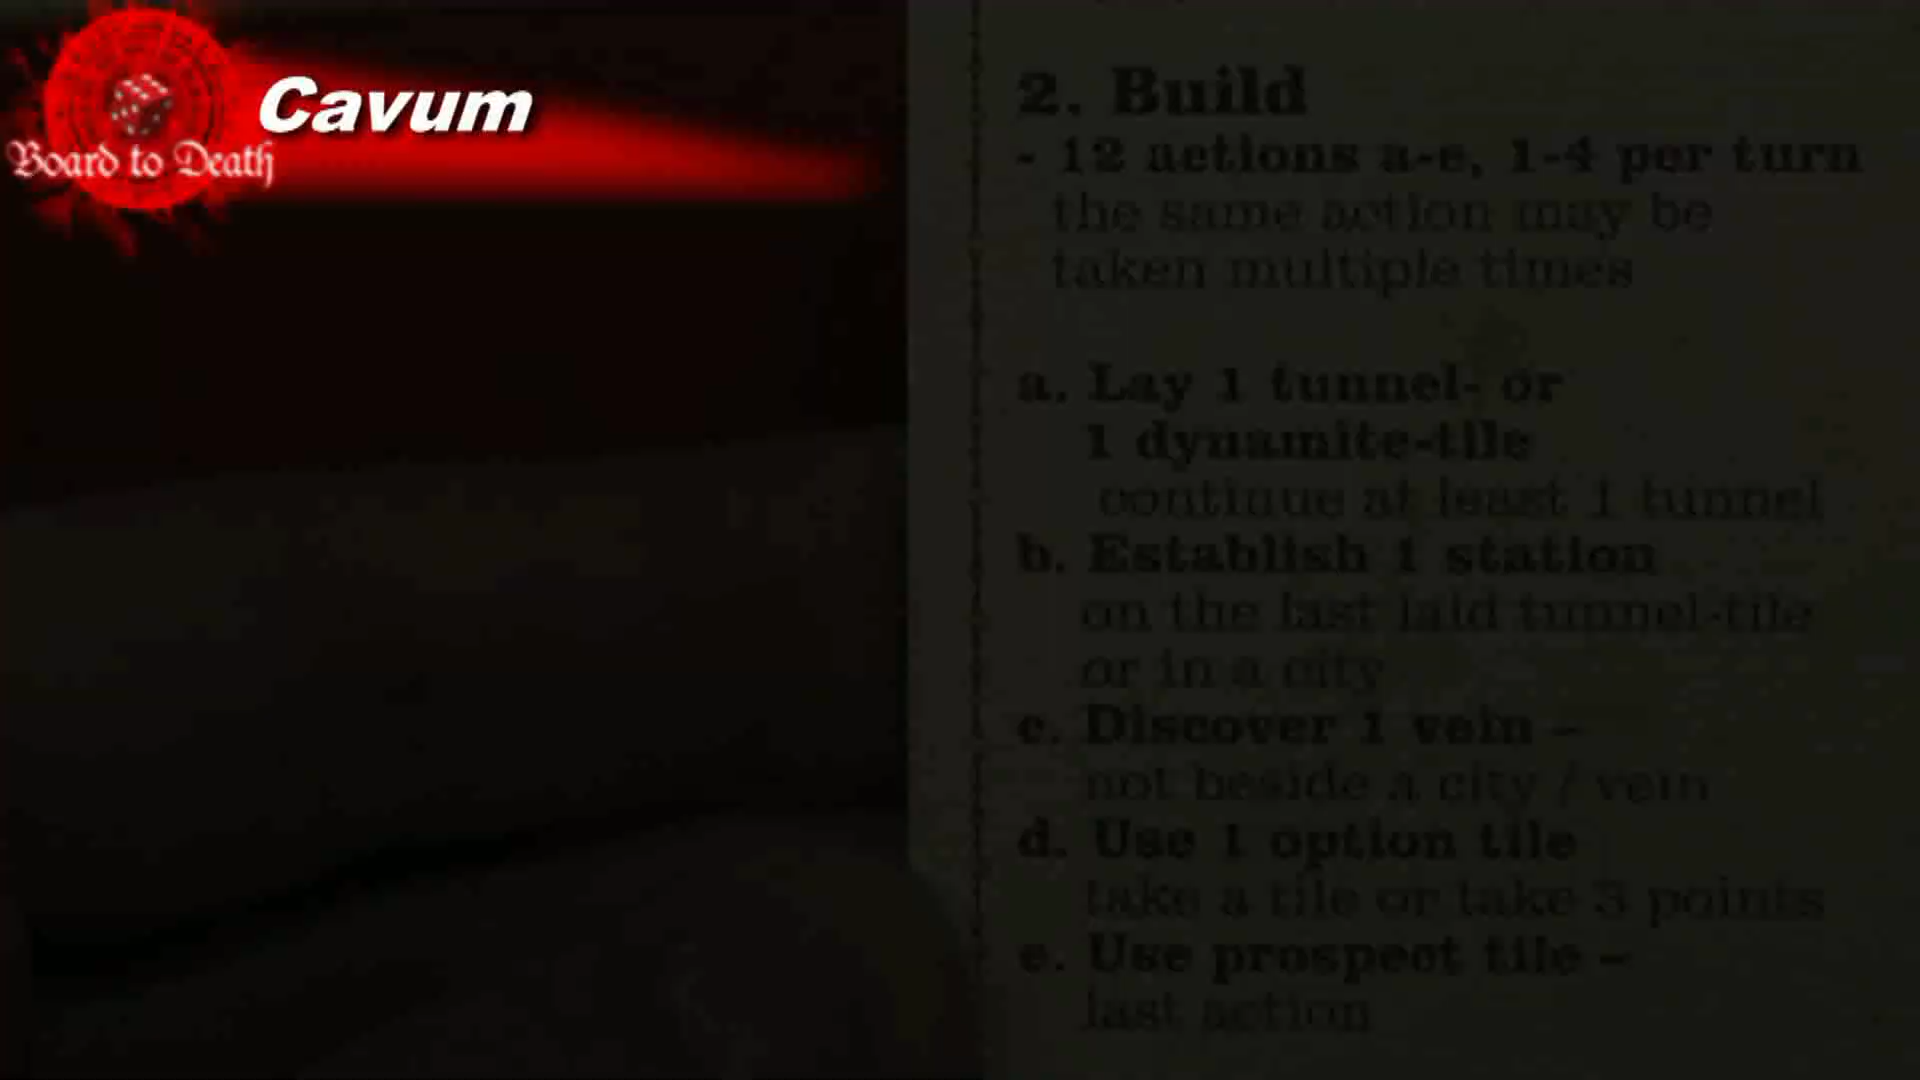 Cavum
Board to Death
2. Build
- 12 actions a-e, 1-4 per turn
the same action may be
taken multiple times
a. Lay 1 tunnel- or
1 dynamite-tile
continue at least 1 tunnel
b. Establish 1 station
on the last laid tunnel-tile
or in a city
c. Discover 1 vein –
not beside a city / vein
d. Use 1 option tile
take a tile or take 3 points
e. Use prospect tile –
last action